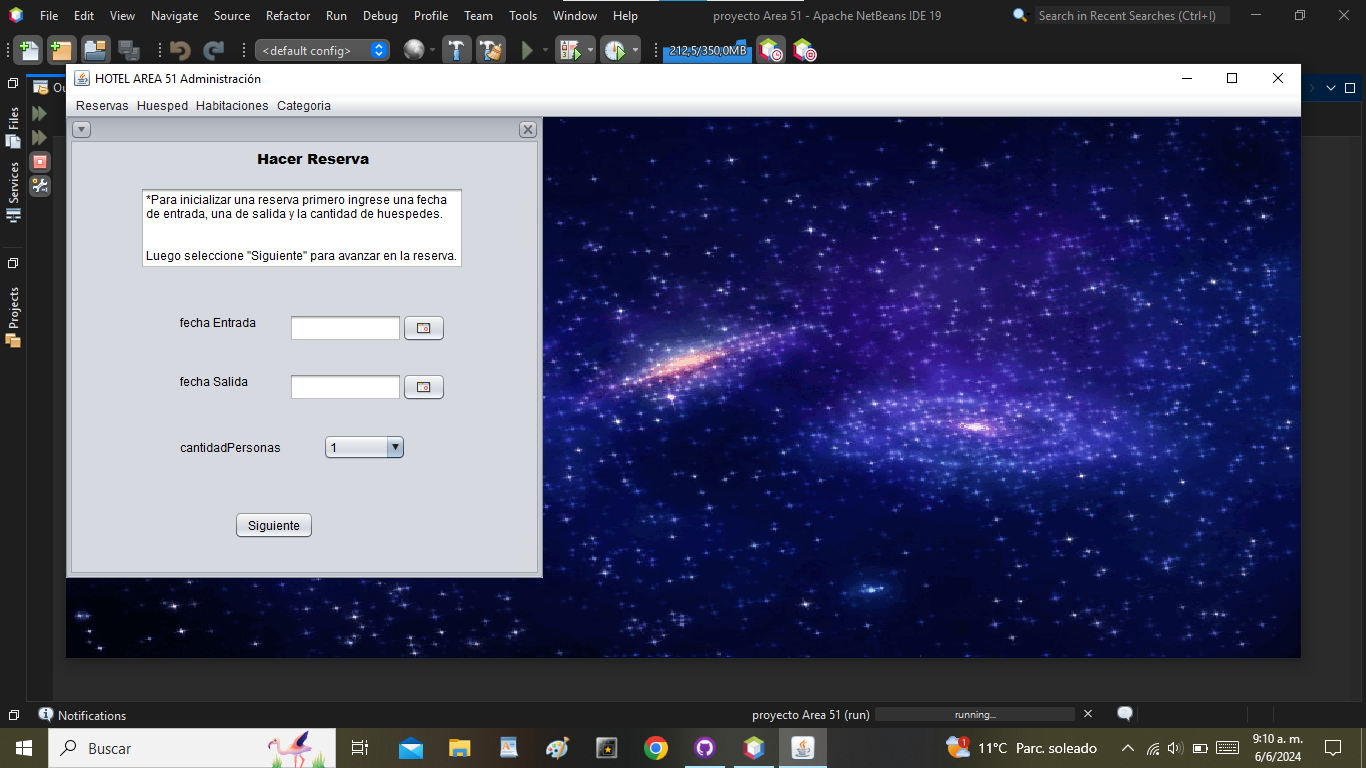 File Edit View Navigate Source Refactor Run Debug Profile Team Tools Window Help
proyecto Area 51 - Apache NetBeans IDE 19
Search in Recent Searches (Ctrl+I)
<default config>
212,5/350,0MB
Ou
HOTEL AREA 51 Administración
Reservas Huesped Habitaciones Categoria
Files
Services
Projects
Hacer Reserva
*Para inicializar una reserva primero ingrese una fecha
de entrada, una de salida y la cantidad de huespedes.
Luego seleccione "Siguiente" para avanzar en la reserva.
fecha Entrada
fecha Salida
cantidadPersonas 1
Siguiente
Notifications
proyecto Area 51 (run) running...
Buscar
1
11°C Parc. soleado
9:10 a. m.
6/6/2024